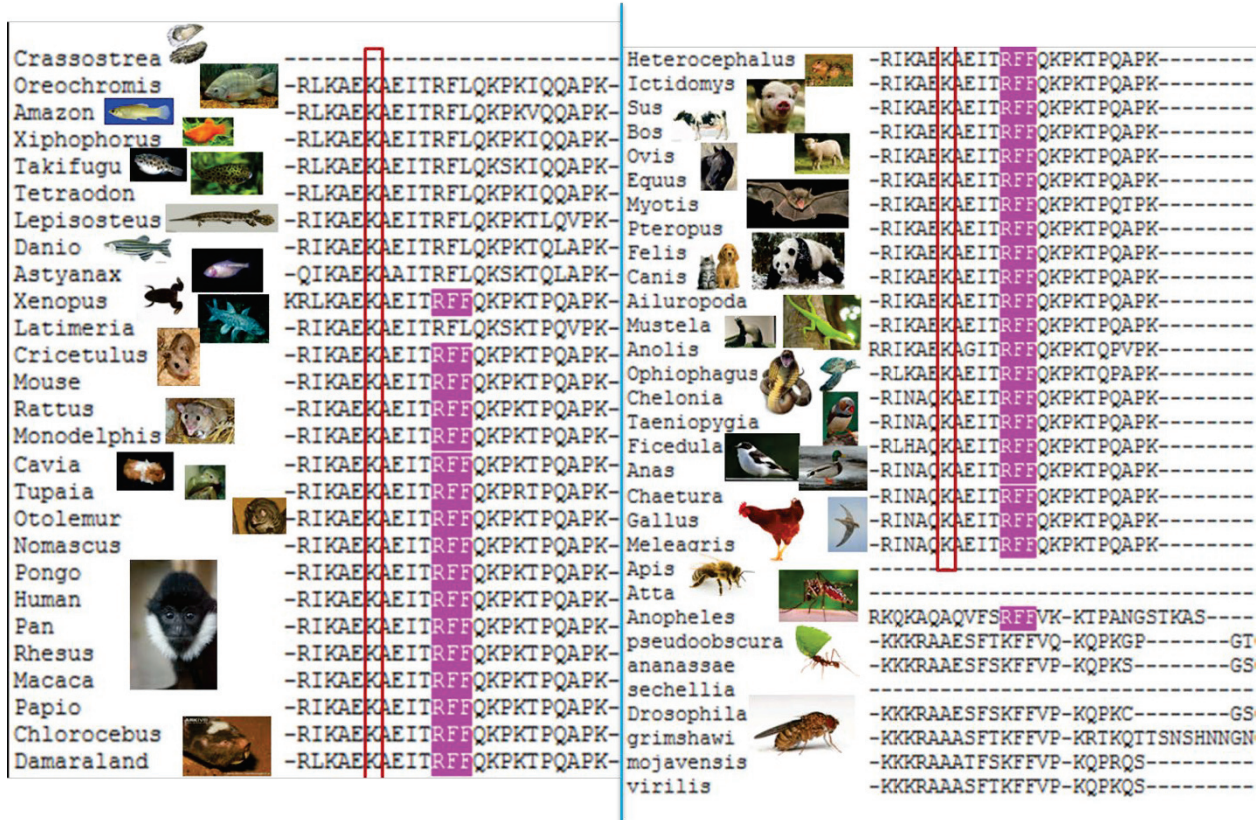 Crassostrea ------------------------------
Oreochromis -RLKAEKAEITRFLQKPKIQQAPK-
Amazon -RLKAEKAEITRFLQKPKVQQAPK-
Xiphophorus -RLKAEKAEITRFLQKPKIQQAPK-
Takifugu -RLKAEKAEITRFLQKSKIQQAPK-
Tetraodon -RLKAEKAEITRFLQKPKIQQAPK-
Lepisosteus -RIKAEKAEITRFLQKPKTLQVPK-
Danio -RIKAEKAEITRFLQKPKTQLAPK-
Astyanax -QIKAEKAAITRFLQKSKTQLAPK-
Xenopus KRLKAEKAEITRFFQKPKTPQAPK-
Latimeria -RIKAEKAEITRFLQKSKTPQVPK-
Cricetulus -RIKAEKAEITRFFQKPKTPQAPK-
Mouse -RIKAEKAEITRFFQKPKTPQAPK-
Rattus -RIKAEKAEITRFFQKPKTPQAPK-
Monodelphis -RIKAEKAEITRFFQKPKTPQAPK-
Cavia -RIKAEKAEITRFFQKPKTPQAPK-
Tupaia -RIKAEKAEITRFFQKPRTPQAPK-
Otolemur -RIKAEKAEITRFFQKPKTPQAPK-
Nomascus -RIKAEKAEITRFFQKPKTPQAPK-
Pongo -RIKAEKAEITRFFQKPKTPQAPK-
Human -RIKAEKAEITRFFQKPKTPQAPK-
Pan -RIKAEKAEITRFFQKPKTPQAPK-
Rhesus -RIKAEKAEITRFFQKPKTPQAPK-
Macaca -RIKAEKAEITRFFQKPKTPQAPK-
Papio -RIKAEKAEITRFFQKPKTPQAPK-
Chlorocebus -RIKAEKAEITRFFQKPKTPQAPK-
Damaraland -RLKAEKAEITRFFQKPKTPQAPK-
Heterocephalus -RIKAEKAEITRFFQKPKTPQAPK---------
Ictidomys -RIKAEKAEITRFFQKPKTPQAPK---------
Sus -RIKAEKAEITRFFQKPKTPQAPK---------
Bos -RIKAEKAEITRFFQKPKTPQAPK---------
Ovis -RIKAEKAEITRFFQKPKTPQAPK---------
Equus -RIKAEKAEITRFFQKPKTPQAPK---------
Myotis -RIKAEKAEITRFFQKPKTPQTPK---------
Pteropus -RIKAEKAEITRFFQKPKTPQAPK---------
Felis -RIKAEKAEITRFFQKPKTPQAPK---------
Canis -RIKAEKAEITRFFQKPKTPQAPK---------
Ailuropoda -RIKAEKAEITRFFQKPKTPQAPK---------
Mustela -RIKAEKAEITRFFQKPKTPQAPK---------
Anolis RRIKAEKAGITRFFQKPKTQPVPK---------
Ophiophagus -RLKAEKAEITRFFQKPKTQPAPK---------
Chelonia -RINAQKAEITRFFQKPKTPQAPK---------
Taeniopygia -RINAQKAEITRFFQKPKTPQAPK---------
Ficedula -RLHAQKAEITRFFQKPKTPQAPK---------
Anas -RINAQKAEITRFFQKPKTPQAPK---------
Chaetura -RINAQKAEITRFFQKPKTPQAPK---------
Gallus -RINAQKAEITRFFQKPKTPQAPK---------
Meleagris -RINAQKAEITRFFQKPKTPQAPK---------
Apis ---------------------------------
Atta ---------------------------------
Anopheles RKQKAQAQVFSRFFVK-KTPANGSTKAS-----
pseudoobscura -KKKRAAESFTKFFVQ-KQPKGP-------GT
ananassae -KKKRAAESFSKFFVP-KQPKS--------GS
sechellia ---------------------------------
Drosophila -KKKRAAESFSKFFVP-KQPKC--------GS
grimshawi -KKKRAAASFTKFFVP-KRTKQTTSNSHNNGN
mojavensis -KKKRAAATFSKFFVP-KQPRQS---------
virilis -KKKRAAASFTKFFVP-KQPKQS---------